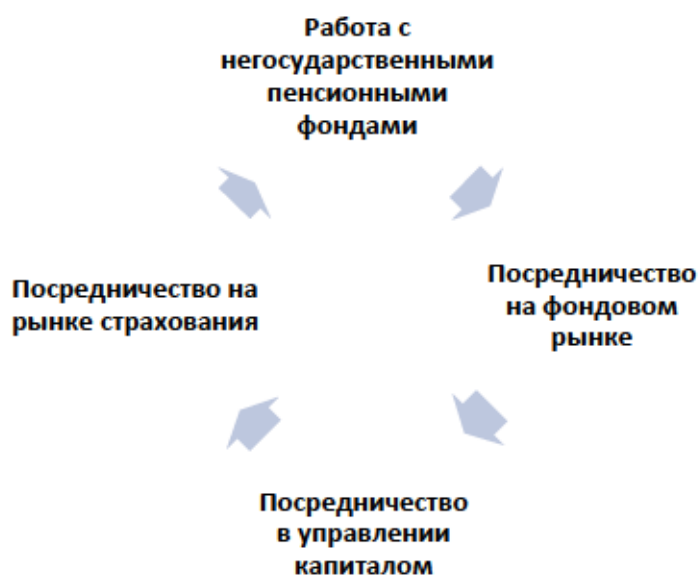 Работа с
негосударственными
пенсионными
фондами
Посредничество на
рынке страхования
Посредничество
на фондовом
рынке
Посредничество
в управлении
капиталом